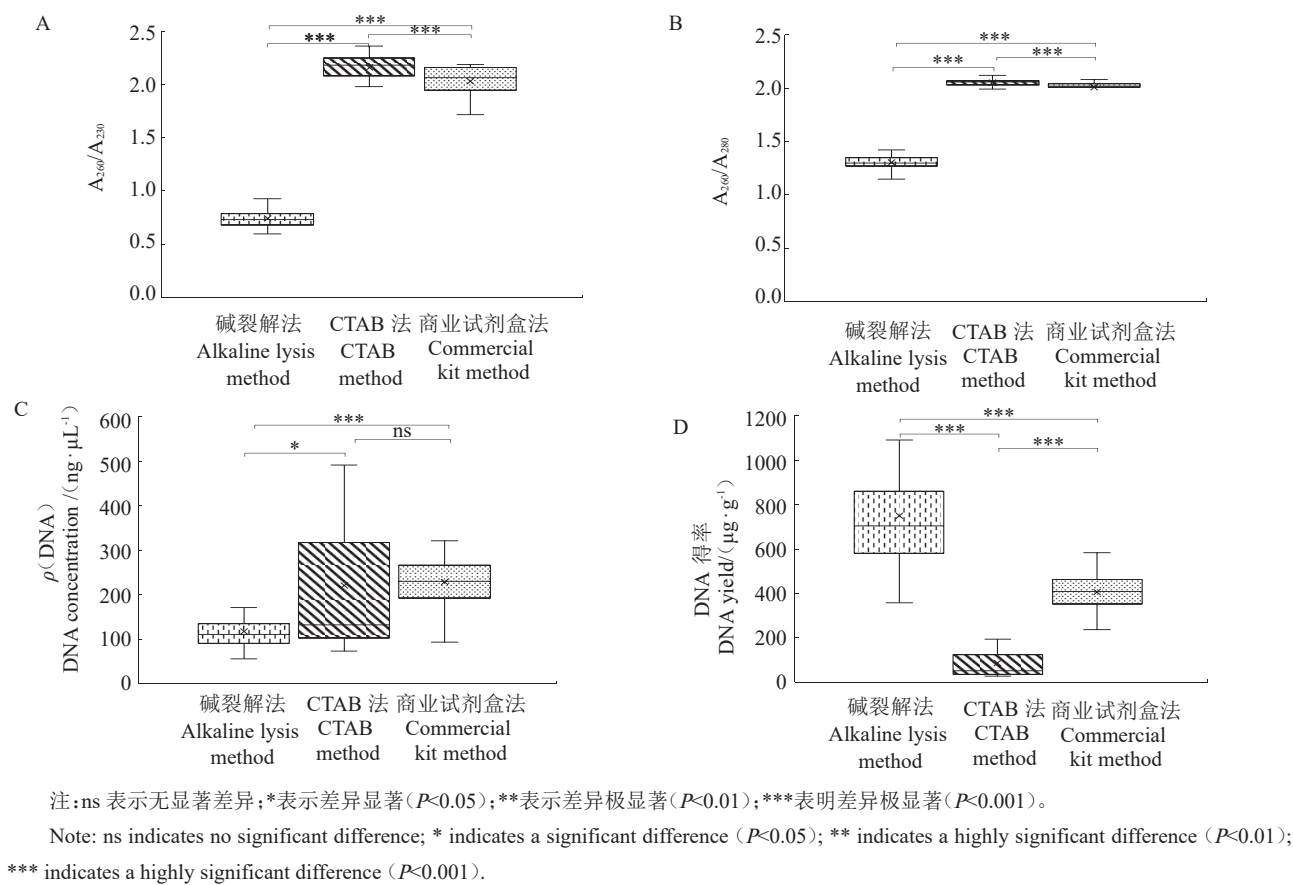 A
***
***
***
2.5
2.0
1.5
1.0
0.5
0.0
A₂₆₀/A₂₃₀
碱裂解法 CTAB 法 商业试剂盒法
Alkaline lysis CTAB Commercial
method method kit method
B
***
***
***
2.5
2.0
1.5
1.0
0.5
0.0
A₂₆₀/A₂₈₀
碱裂解法 CTAB 法 商业试剂盒法
Alkaline lysis CTAB Commercial
method method kit method
C
***
ns
*
600
500
400
300
200
100
0
ρ(DNA)
DNA concentration /(ng·μL⁻¹)
碱裂解法 CTAB 法 商业试剂盒法
Alkaline lysis CTAB Commercial
method method kit method
D
***
***
***
1200
1000
800
600
400
200
0
DNA 得率
DNA yield/(μg·g⁻¹)
碱裂解法 CTAB 法 商业试剂盒法
Alkaline lysis CTAB Commercial
method method kit method
注:ns 表示无显著差异;*表示差异显著(P<0.05);**表示差异极显著(P<0.01);***表明差异极显著(P<0.001)。
Note: ns indicates no significant difference; * indicates a significant difference (P<0.05); ** indicates a highly significant difference (P<0.01);
*** indicates a highly significant difference (P<0.001).